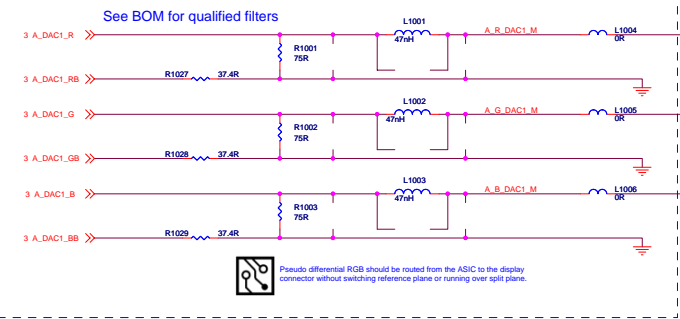 See BOM for qualified filters
L1001
3 A_DAC1_R
47nH
A_R_DAC1_M
L1004
0R
R1001
75R
3 A_DAC1_RB
R1027
37.4R
L1002
3 A_DAC1_G
47nH
A_G_DAC1_M
L1005
0R
R1002
75R
3 A_DAC1_GB
R1028
37.4R
L1003
3 A_DAC1_B
47nH
A_B_DAC1_M
L1006
0R
R1003
75R
3 A_DAC1_BB
R1029
37.4R
Pseudo differential RGB should be routed from the ASIC to the display
connector without switching reference plane or running over split plane.